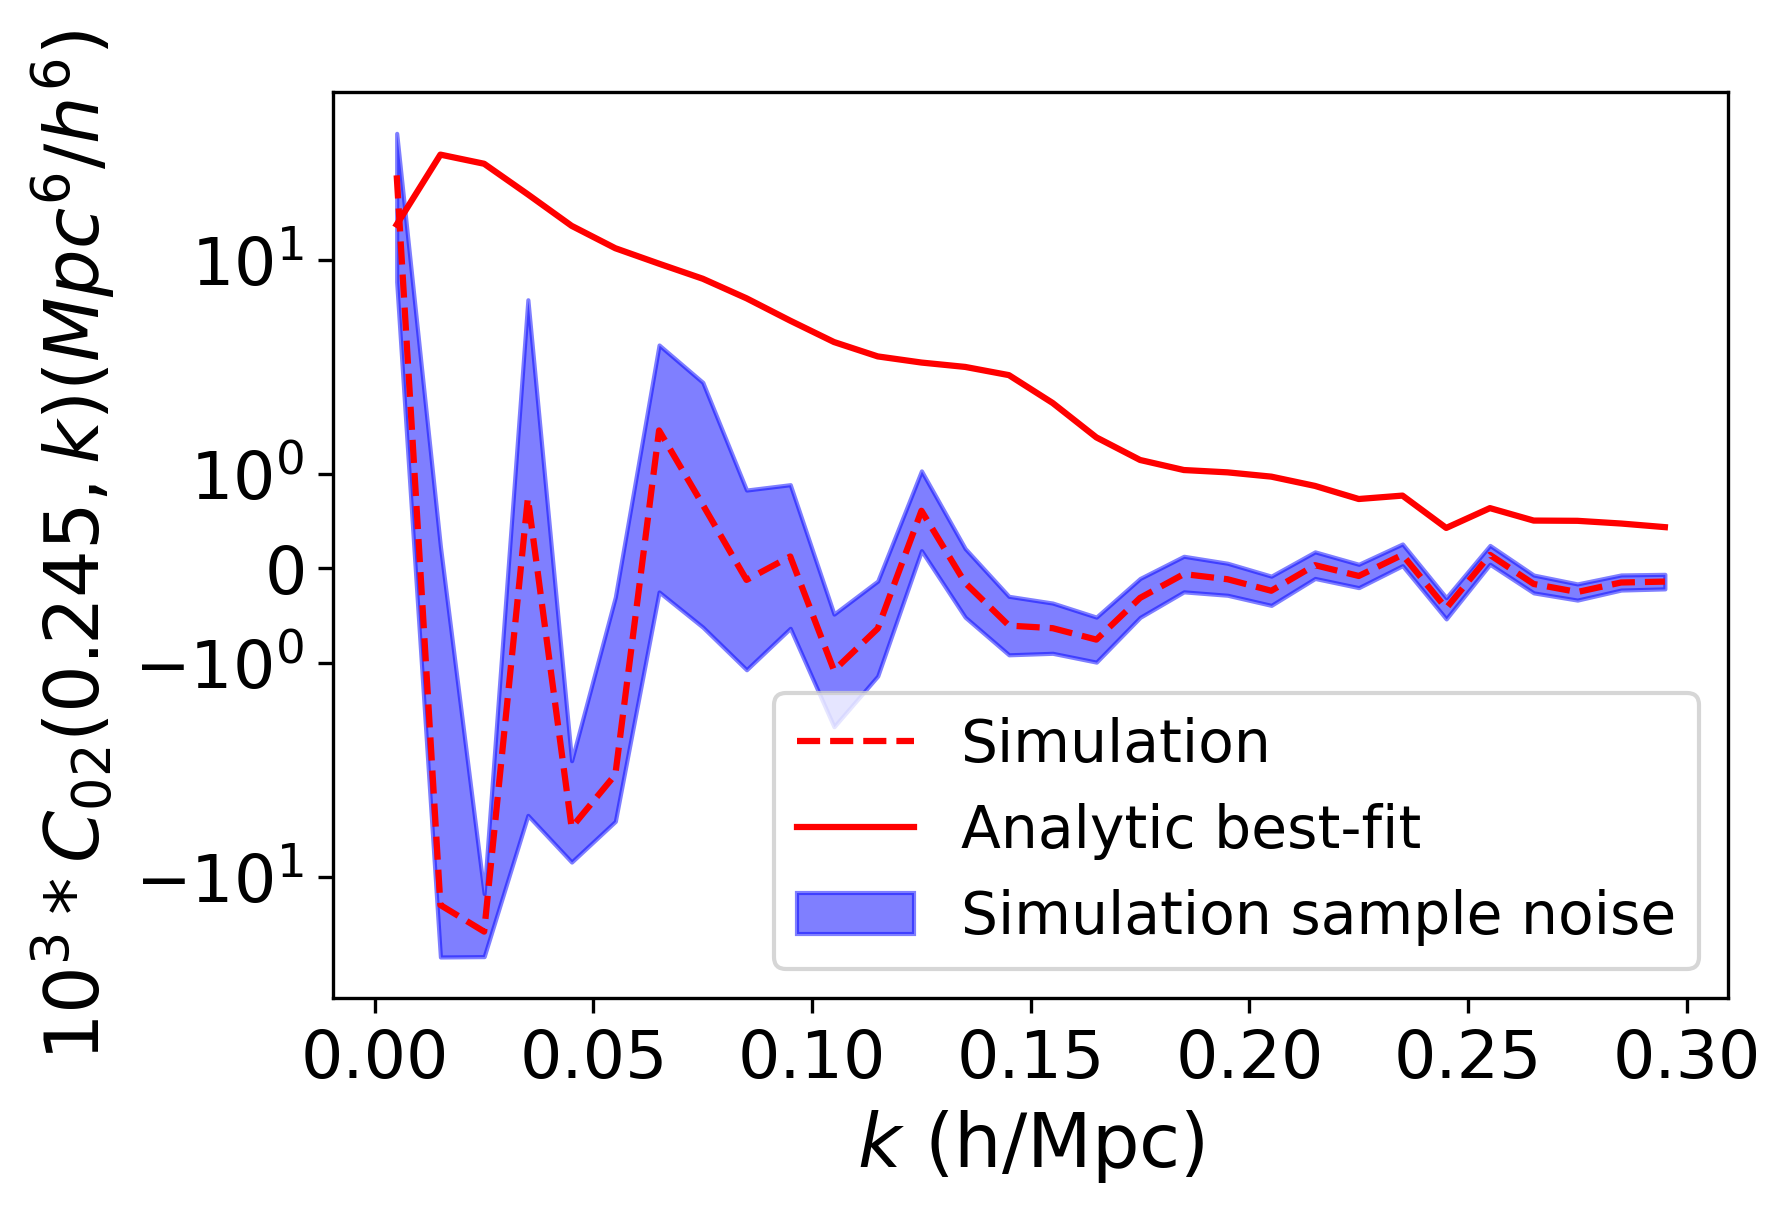 10³ * C₀₂(0.245, k)(Mpc⁶/h⁶)
10¹
10⁰
0
−10⁰
−10¹
Simulation
Analytic best-fit
Simulation sample noise
0.00 0.05 0.10 0.15 0.20 0.25 0.30
k (h/Mpc)